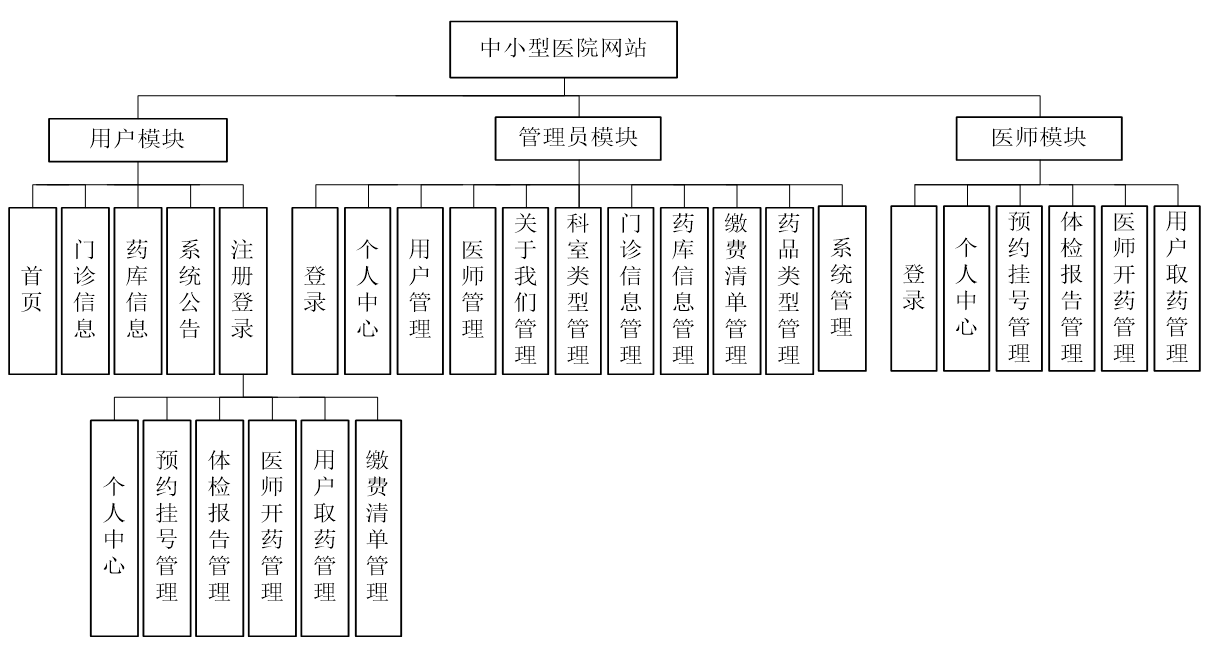 中小型医院网站
用户模块
管理员模块
医师模块
首页
门诊信息
药库信息
系统公告
注册登录
登录
个人中心
用户管理
医师管理
关于我们管理
科室类型管理
门诊信息管理
药库信息管理
缴费清单管理
药品类型管理
系统管理
登录
个人中心
预约挂号管理
体检报告管理
医师开药管理
用户取药管理
个人中心
预约挂号管理
体检报告管理
医师开药管理
用户取药管理
缴费清单管理